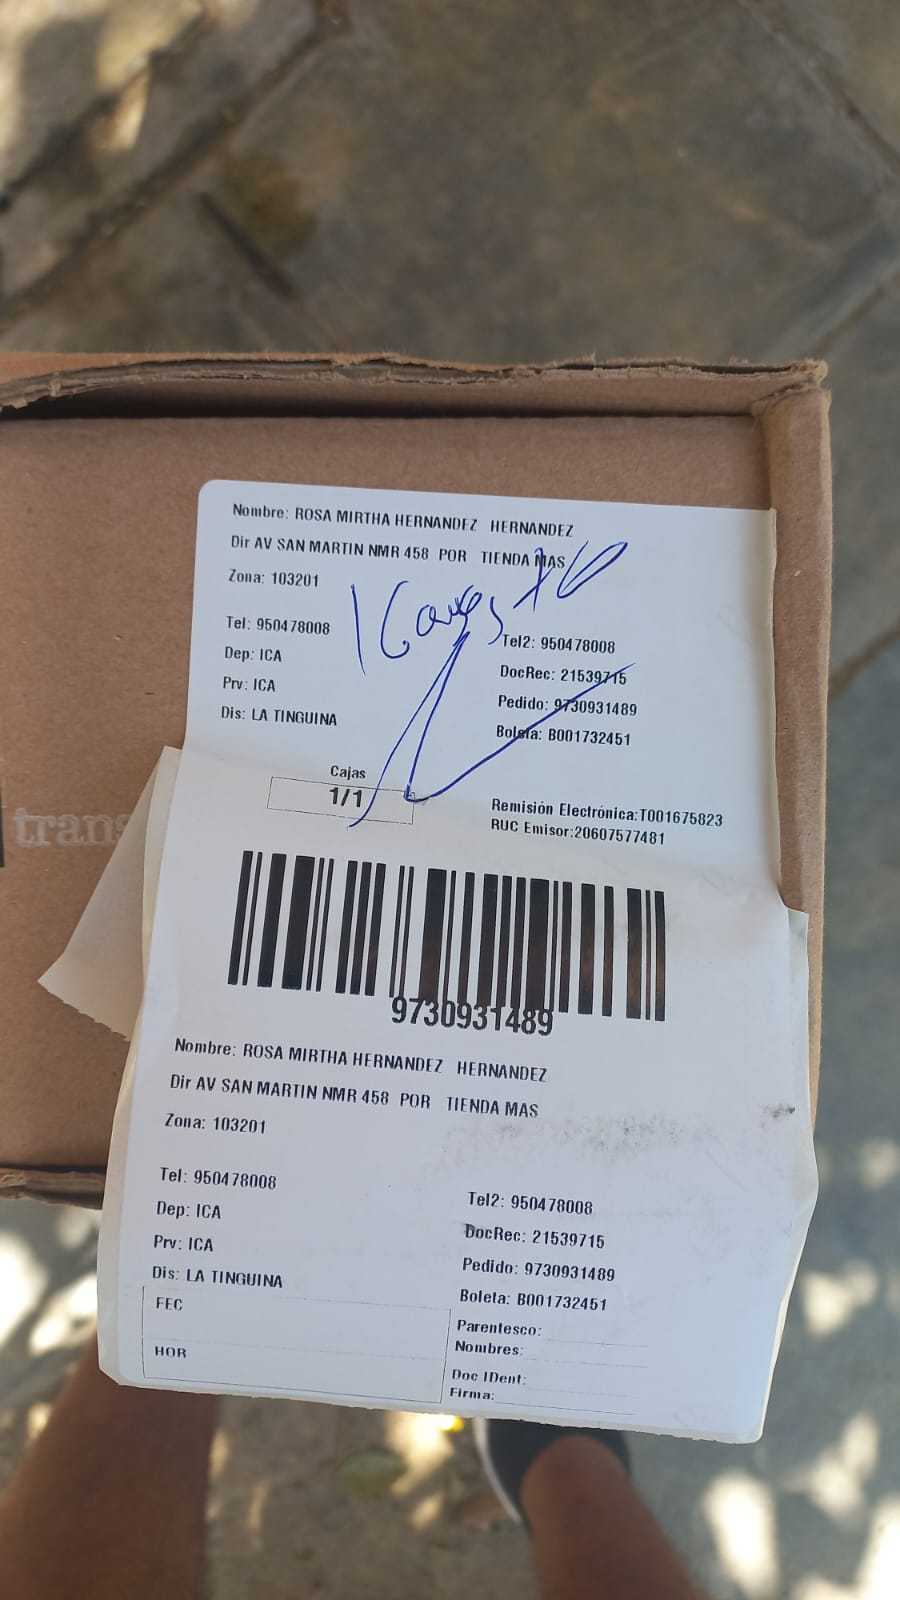 Nombre: ROSA MIRTHA HERNANDEZ HERNANDEZ
Dir AV SAN MARTIN NMR 458 POR TIENDA MAS
Zona: 103201
Tel: 950478008
Tel2: 950478008
Dep: ICA
DocRec: 21539715
Prv: ICA
Pedido: 9730931489
Dis: LA TINGUINA
Boleta: B001732451
Cajas
1/1
Remisión Electrónica:T001675823
RUC Emisor:20607577481
trans
9730931489
Nombre: ROSA MIRTHA HERNANDEZ HERNANDEZ
Dir AV SAN MARTIN NMR 458 POR TIENDA MAS
Zona: 103201
Tel: 950478008
Tel2: 950478008
Dep: ICA
DocRec: 21539715
Prv: ICA
Pedido: 9730931489
Dis: LA TINGUINA
Boleta: B001732451
FEC
Parentesco:
Nombres:
HOR
Doc IDent:
Firma: